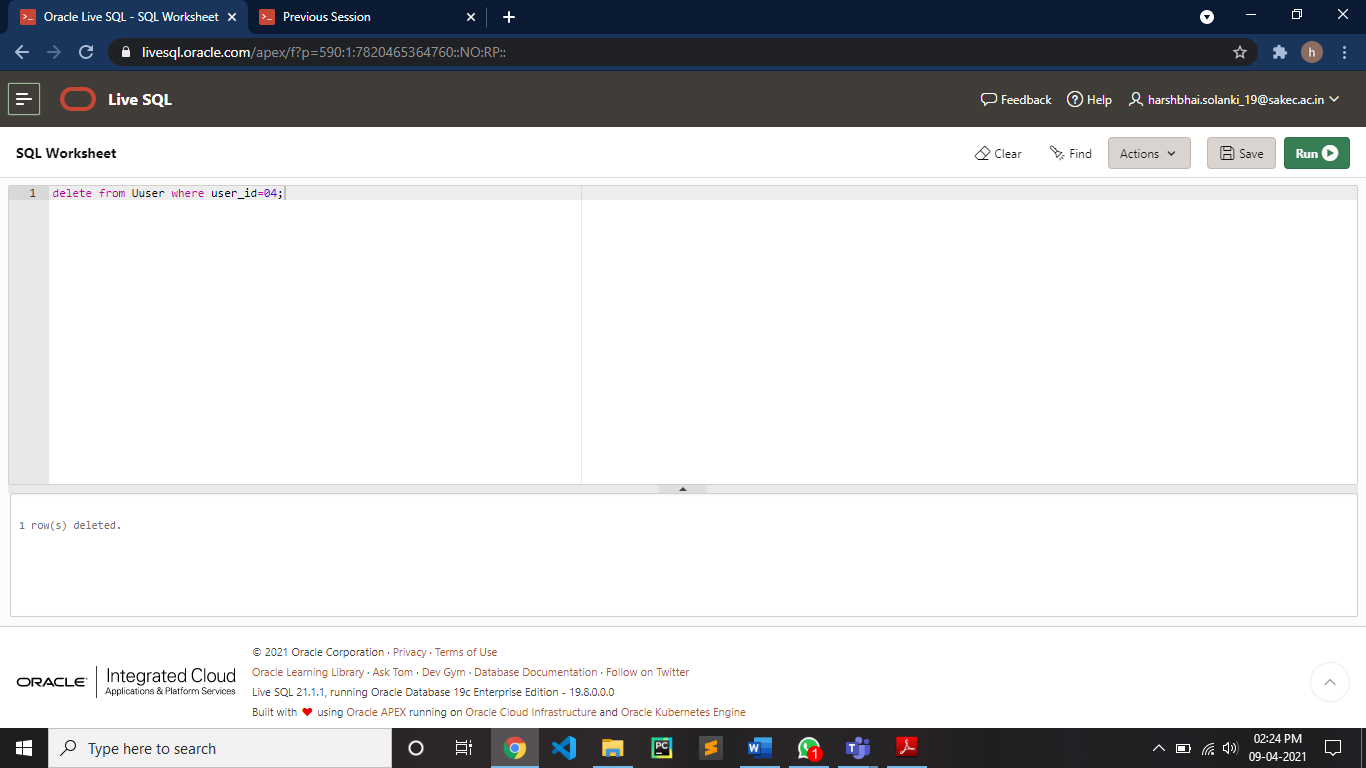 Oracle Live SQL - SQL Worksheet
Previous Session
livesql.oracle.com/apex/f?p=590:1:7820465364760::NO:RP::
h
Live SQL
Feedback
Help
harshbhai.solanki_19@sakec.ac.in
SQL Worksheet
Clear
Find
Actions
Save
Run
1 delete from Uuser where user_id=04;
1 row(s) deleted.
© 2021 Oracle Corporation · Privacy · Terms of Use
Oracle Learning Library · Ask Tom · Dev Gym · Database Documentation · Follow on Twitter
Live SQL 21.1.1, running Oracle Database 19c Enterprise Edition - 19.8.0.0.0
Built with ❤ using Oracle APEX running on Oracle Cloud Infrastructure and Oracle Kubernetes Engine
ORACLE
Integrated Cloud
Applications & Platform Services
Type here to search
PC
W
1
T
02:24 PM
09-04-2021